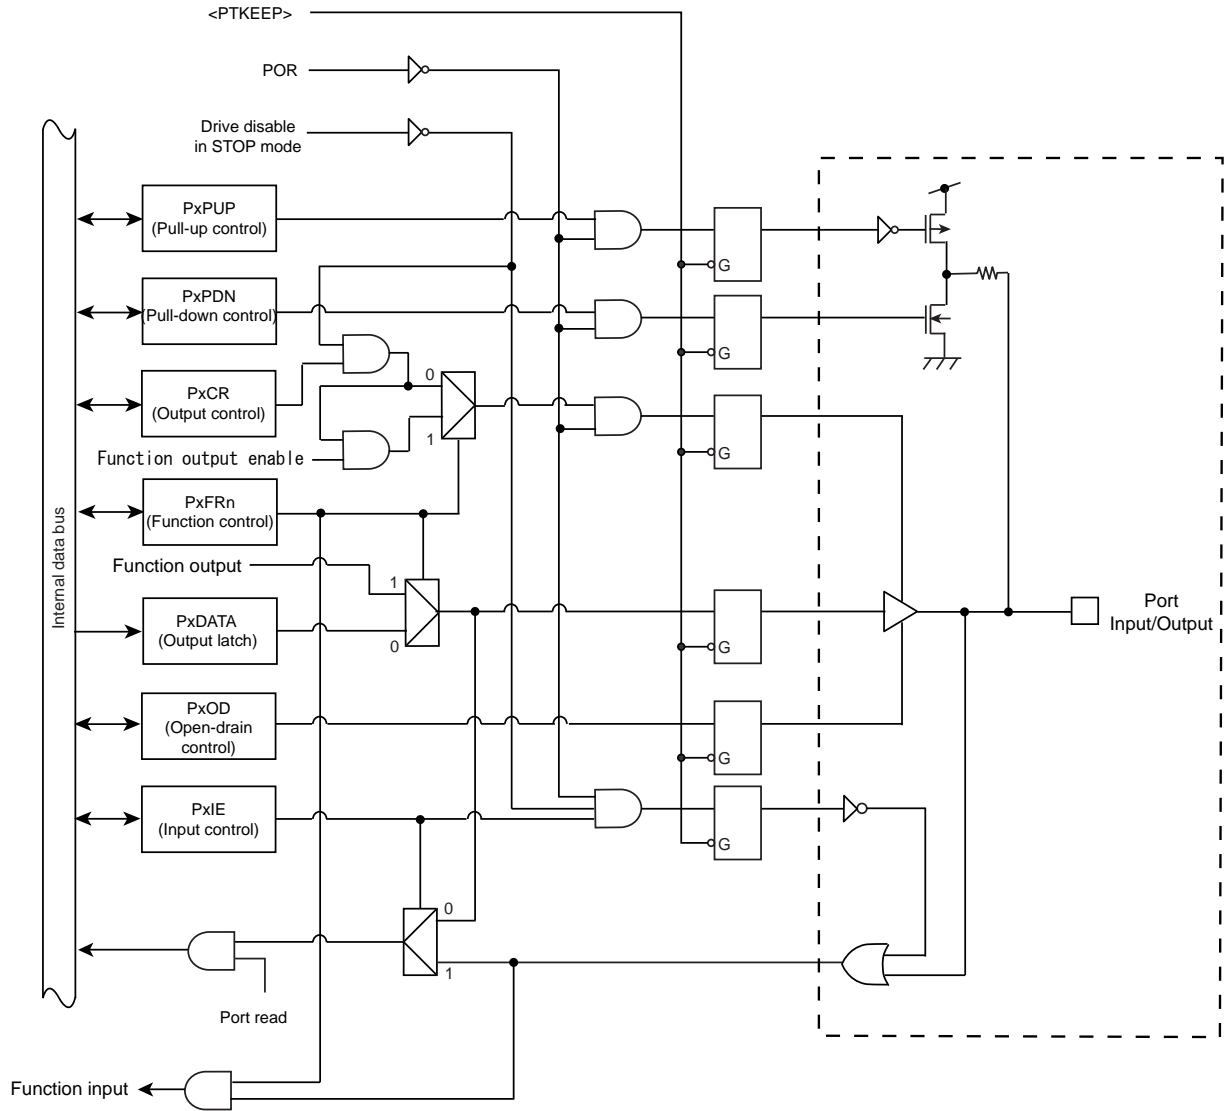 <PTKEEP>
POR
Drive disable
in STOP mode
PxPUP
(Pull-up control)
G
PxPDN
(Pull-down control)
G
PxCR
(Output control)
0
1
G
Function output enable
PxFRn
(Function control)
Internal data bus
Function output
1
0
PxDATA
(Output latch)
G
Port
Input/Output
PxOD
(Open-drain
control)
G
PxIE
(Input control)
G
0
1
Port read
Function input